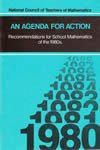 National Council of Teachers of Mathematics
AN AGENDA FOR ACTION
Recommendations for School Mathematics
of the 1980s
1980